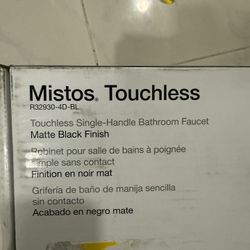 Mistos. Touchless
R32930-4D-BL
Touchless Single-Handle Bathroom Faucet
Matte Black Finish
Robinet pour salle de bains à poignée
simple sans contact
Finition en noir mat
Grifería de baño de manija sencilla
sin contacto
Acabado en negro mate